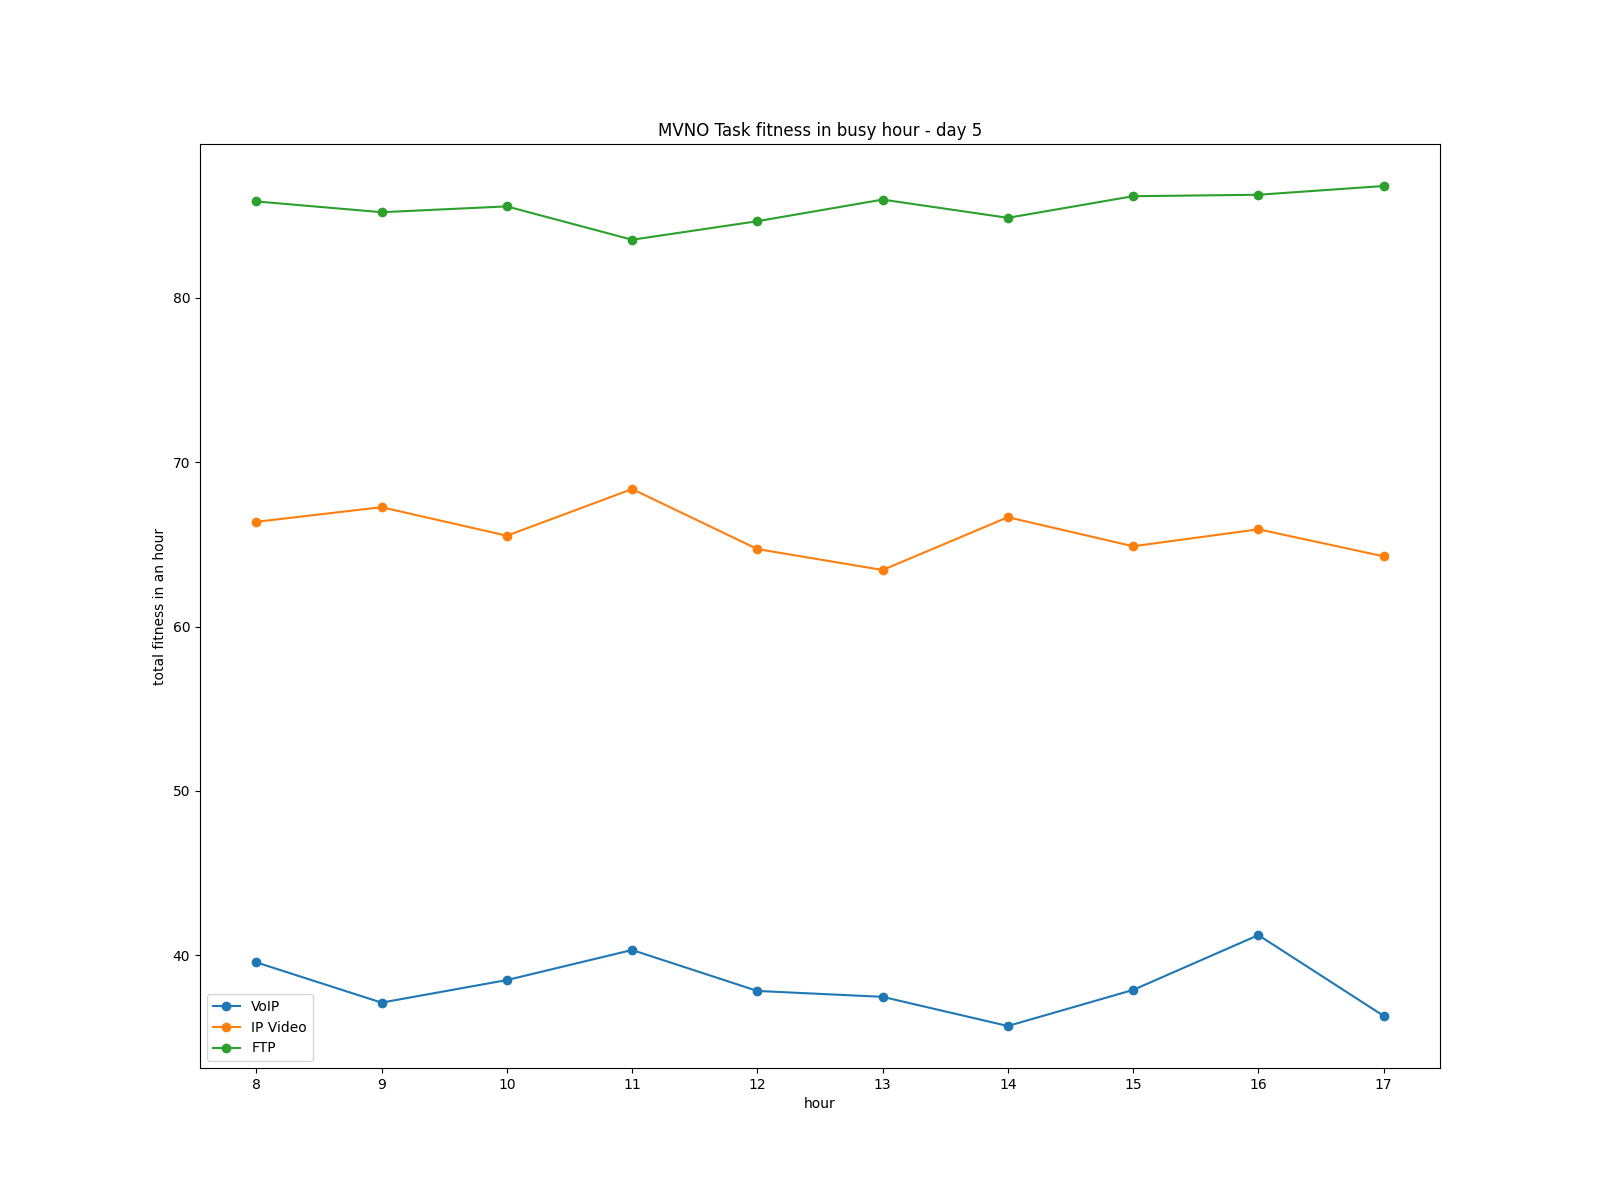 MVNO Task fitness in busy hour - day 5
total fitness in an hour
80
70
60
50
40
VoIP
IP Video
FTP
8 9 10 11 12 13 14 15 16 17
hour